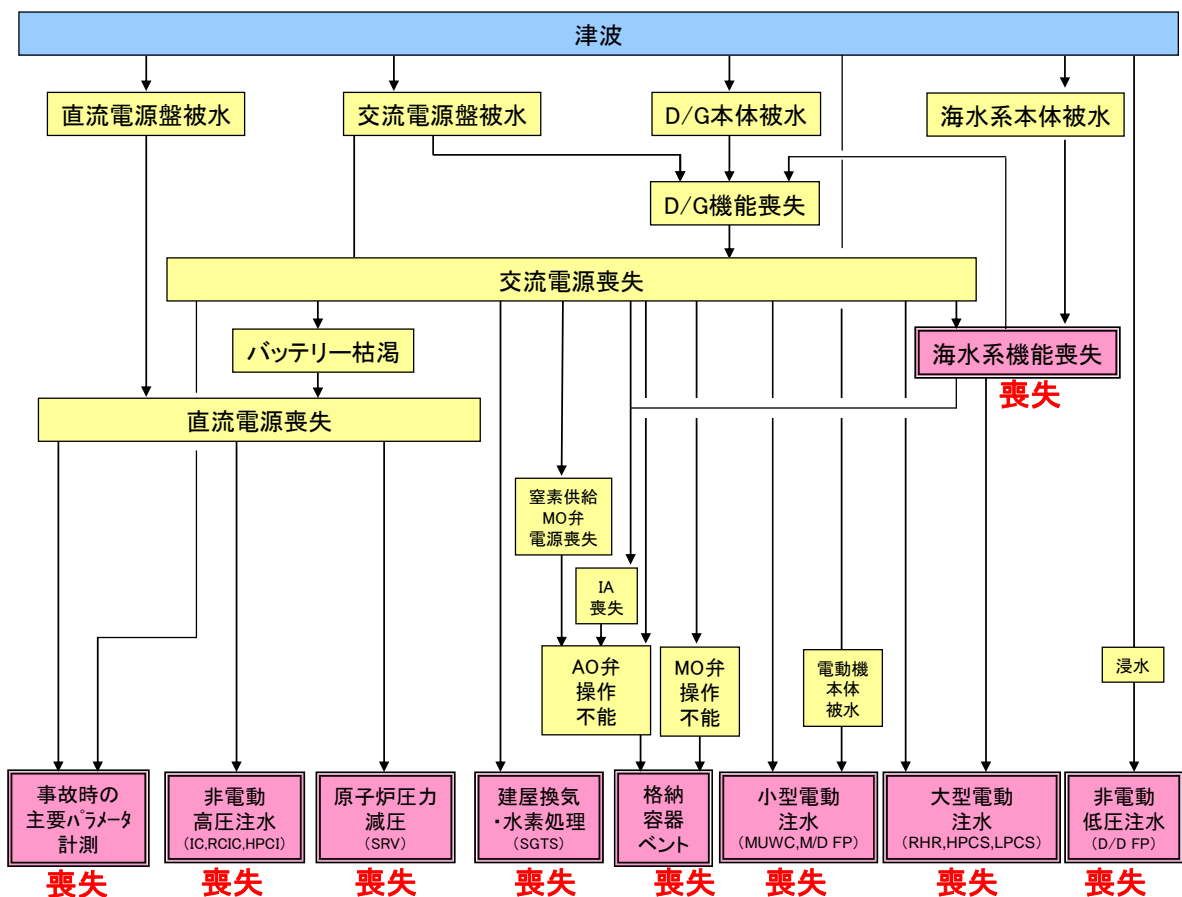 津波
直流電源盤被水
交流電源盤被水
D/G本体被水
海水系本体被水
D/G機能喪失
交流電源喪失
バッテリー枯渇
海水系機能喪失
喪失
直流電源喪失
窒素供給
MO弁
電源喪失
IA
喪失
AO弁
操作
不能
MO弁
操作
不能
電動機
本体
被水
浸水
事故時の
主要パラメータ
計測
非電動
高圧注水
(IC,RCIC,HPCI)
原子炉圧力
減圧
(SRV)
建屋換気
・水素処理
(SGTS)
格納
容器
ベント
小型電動
注水
(MUWC,M/D FP)
大型電動
注水
(RHR,HPCS,LPCS)
非電動
低圧注水
(D/D FP)
喪失
喪失
喪失
喪失
喪失
喪失
喪失
喪失